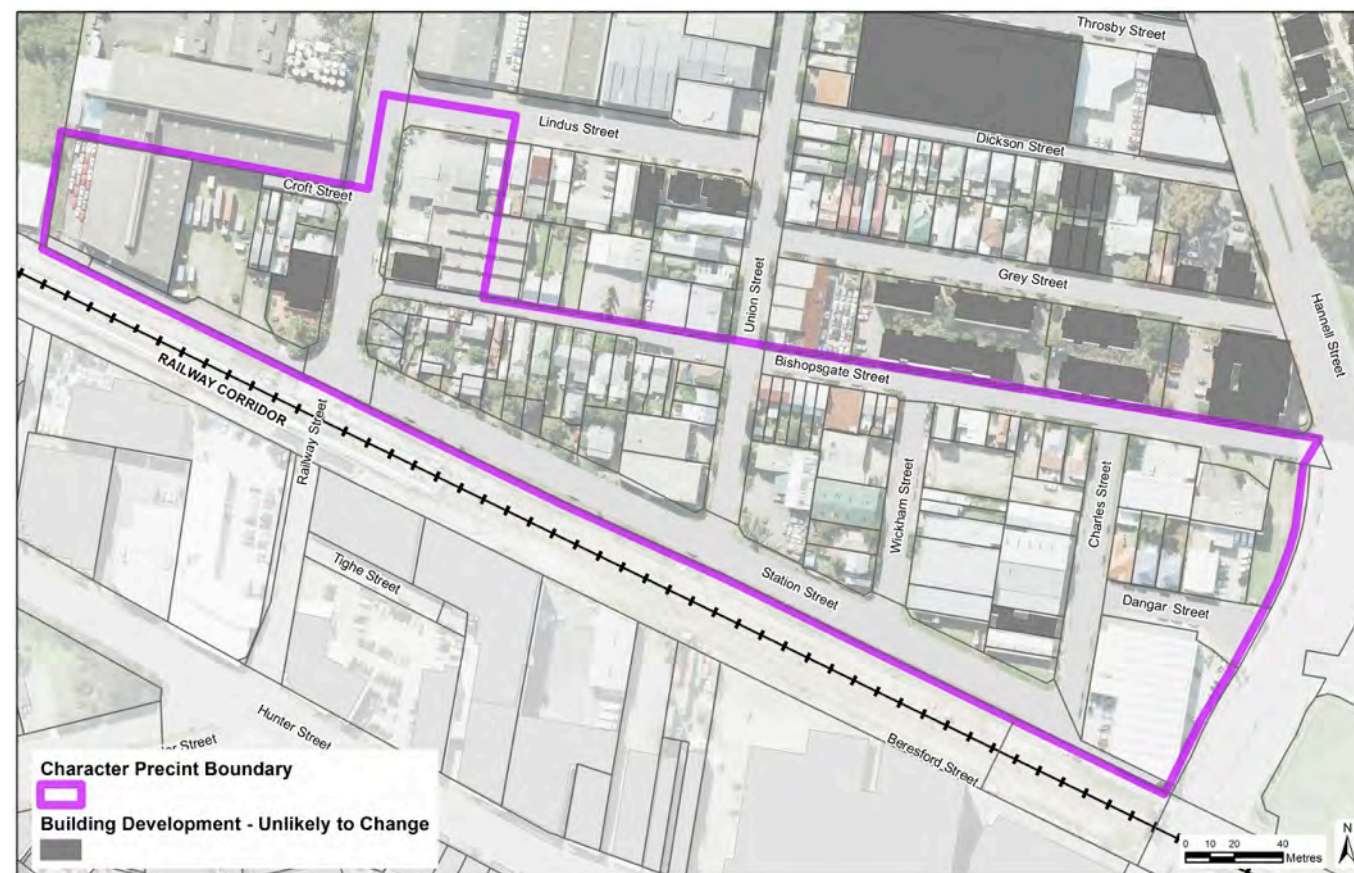 Throsby Street
Lindus Street
Dickson Street
Croft Street
Grey Street
Hannell Street
Union Street
Bishopsgate Street
RAILWAY CORRIDOR
Railway Street
Wickham Street
Charles Street
Tighe Street
Station Street
Dangar Street
Hunter Street
Beresford Street
Street
Character Precint Boundary
Building Development - Unlikely to Change
N
0 10 20 40
Metres